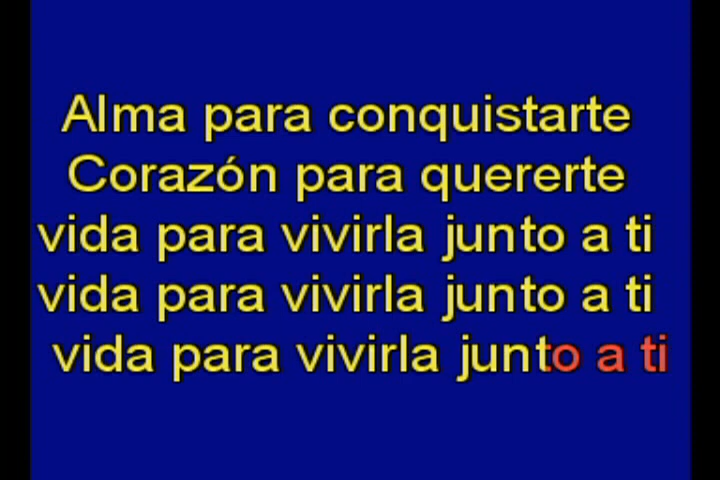 Alma para conquistarte
Corazón para quererte
vida para vivirla junto a ti
vida para vivirla junto a ti
vida para vivirla junto a ti